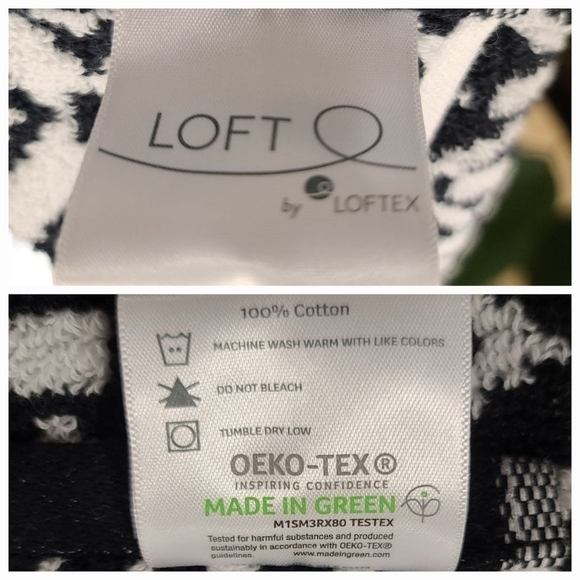 LOFT
by LOFTEX
100% Cotton
MACHINE WASH WARM WITH LIKE COLORS
DO NOT BLEACH
TUMBLE DRY LOW
OEKO-TEX®
INSPIRING CONFIDENCE
MADE IN GREEN
M1SM3RX80 TESTEX
Tested for harmful substances and produced
sustainably in accordance with OEKO-TEX®
guidelines. www.madeingreen.com